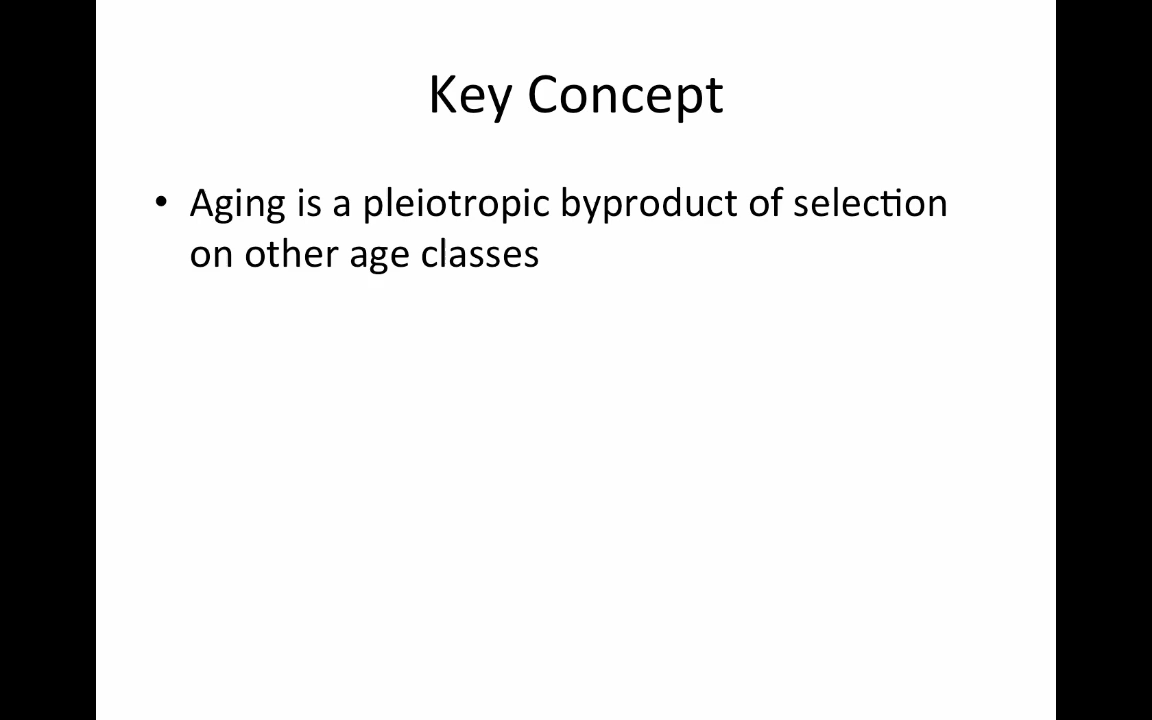 Key Concept
• Aging is a pleiotropic byproduct of selection
on other age classes